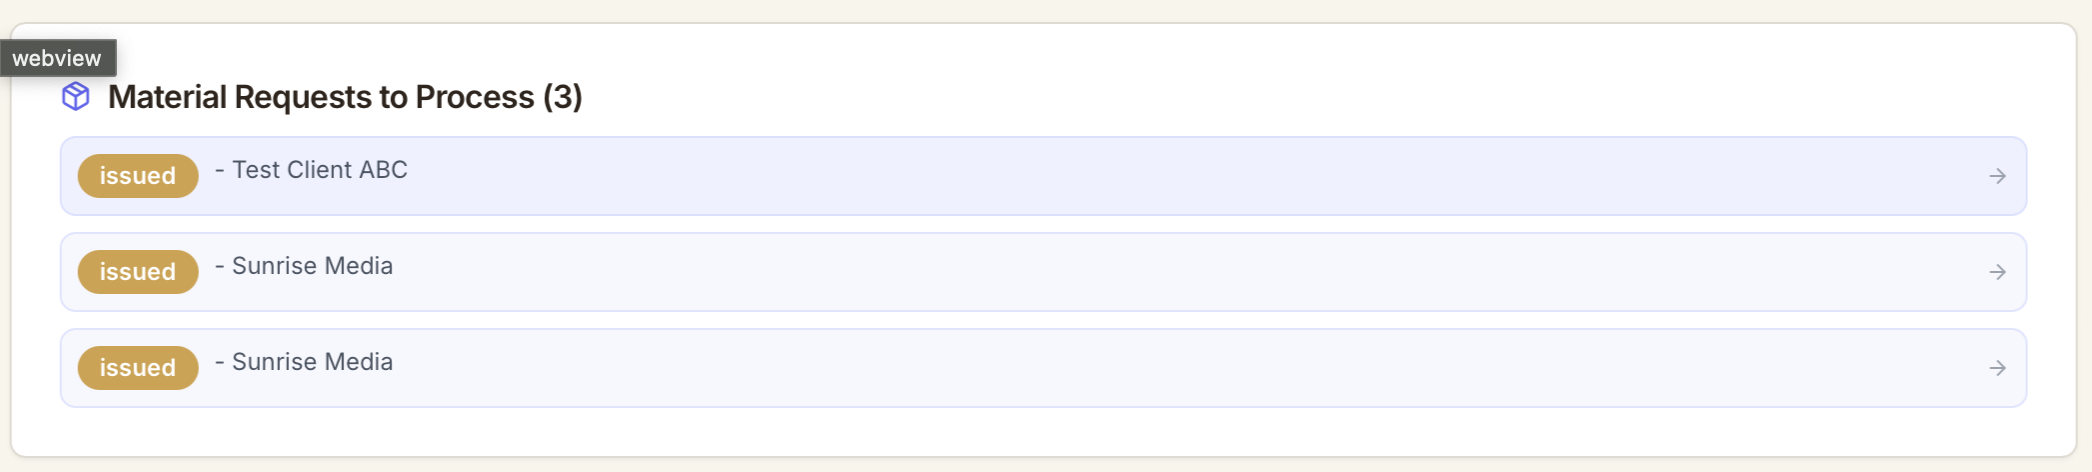 webview
Material Requests to Process (3)
issued - Test Client ABC →
issued - Sunrise Media →
issued - Sunrise Media →